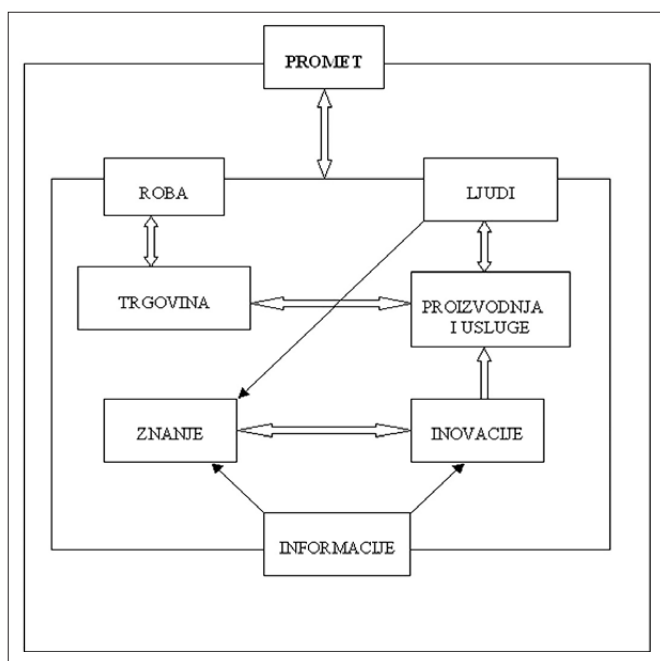 PROMET
ROBA
LJUDI
TRGOVINA
PROIZVODNJA
I USLUGE
ZNANJE
INOVACIJE
INFORMACIJE